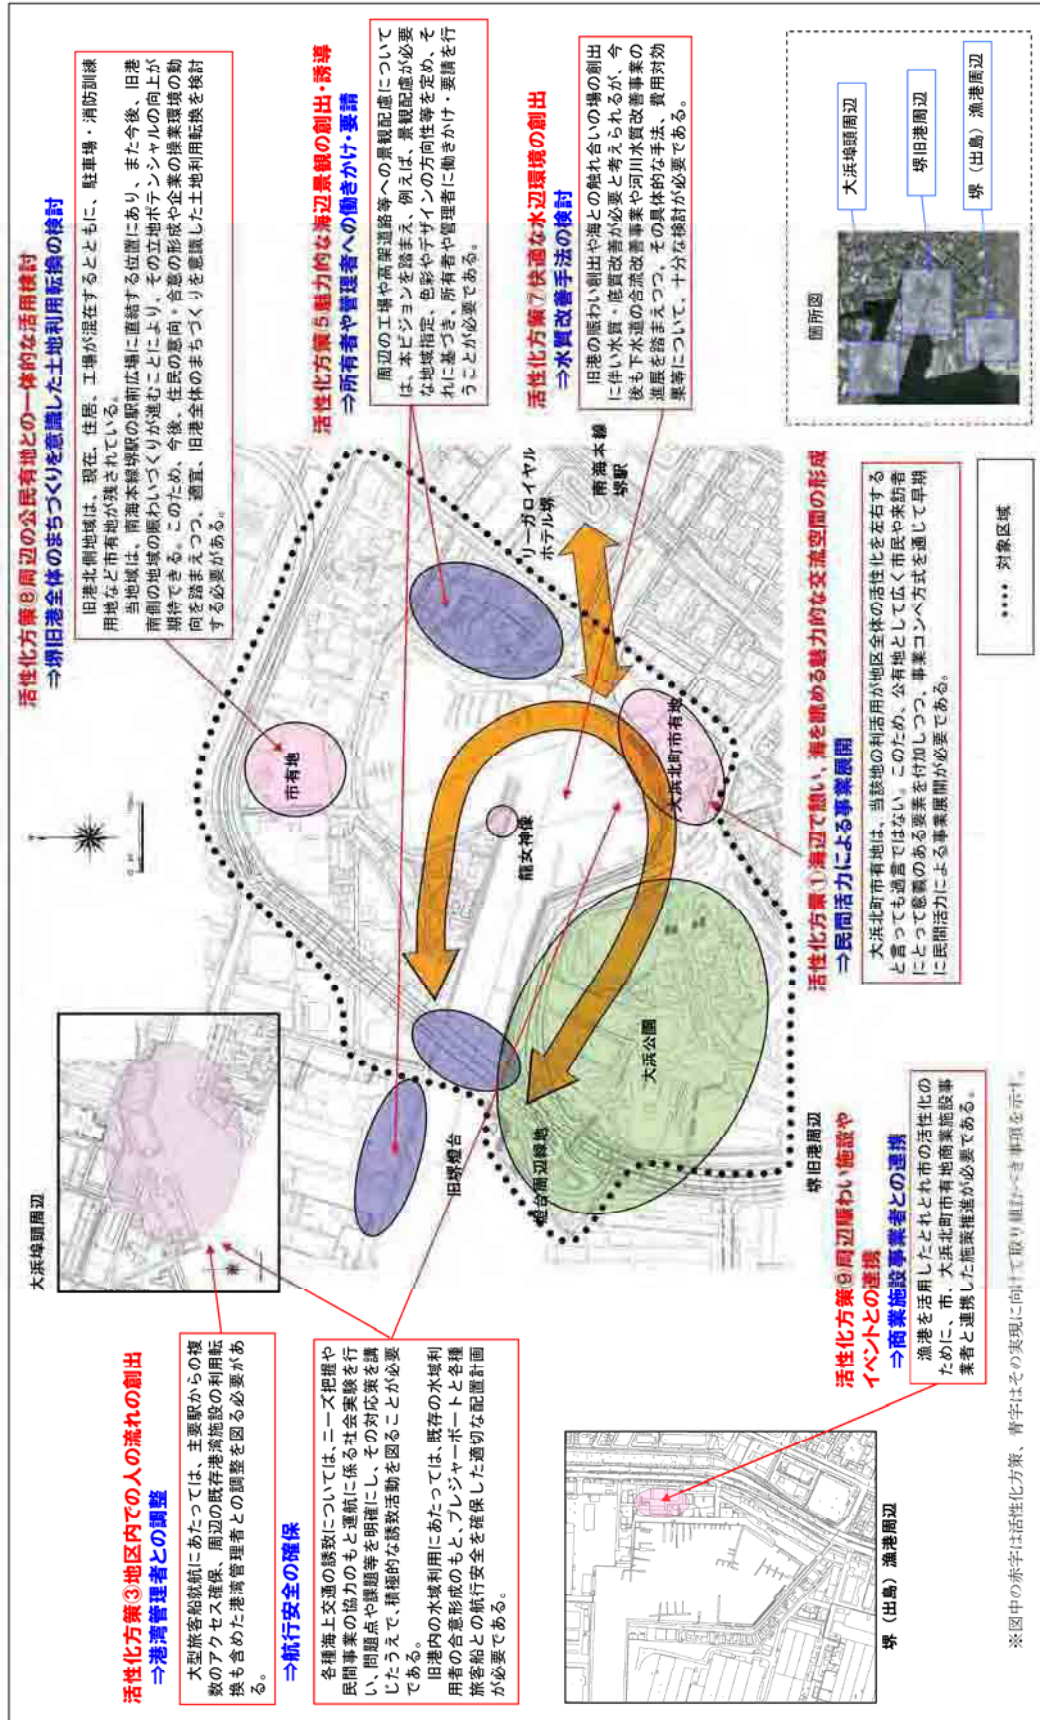 活性化方策③地区内での人の流れの創出
⇒港湾管理者との調整
大型旅客船就航にあたっては、主要駅からの複
数のアクセス確保、周辺の既存港湾施設の利用転
換も含めた港湾管理者との調整を図る必要があ
る。
⇒航行安全の確保
各種海上交通の誘致については、ニーズ把握や
民間事業の協力のもと運航に係る社会実験を行
い、問題点や課題等を明確にし、その対応策を講
じたうえで、積極的な誘致活動を図ることが必要
である。
旧港内の水域利用にあたっては、既存の水域利
用者の合意形成のもと、プレジャーボートと各種
旅客船との航行安全を確保した適切な配置計画
が必要である。
大浜埠頭周辺
活性化方策⑧周辺の公民有地との一体的な活用検討
⇒堺旧港全体のまちづくりを意識した土地利用転換の検討
旧港北側地域は、現在、住居、工場が混在するとともに、駐車場・消防訓練
用地など市有地が残されている。
当地域は、南海本線堺駅の駅前広場に直結する位置にあり、また今後、旧港
南側の地域の賑わいづくりが進むことにより、その立地ポテンシャルの向上が
期待できる。このため、今後、住民の意向・合意の形成や企業の操業環境の動
向を踏まえつつ、適宜、旧港全体のまちづくりを意識した土地利用転換を検討
する必要がある。
活性化方策⑤魅力的な海辺景観の創出・誘導
⇒所有者や管理者への働きかけ・要請
周辺の工場や高架道路等への景観配慮について
は、本ビジョンを踏まえ、例えば、景観配慮が必要
な地域指定、色彩やデザインの方向性等を定め、そ
れに基づき、所有者や管理者に働きかけ・要請を行
うことが必要である。
活性化方策⑦快適な水辺環境の創出
⇒水質改善手法の検討
旧港の賑わい創出や海との触れ合いの場の創出
に伴い水質・底質改善が必要と考えられるが、今
後も下水道の合流改善事業や河川水質改善事業の
進展を踏まえつつ、その具体的な手法、費用対効
果等について、十分な検討が必要である。
市有地
リーガロイヤル
ホテル堺
南海本線
堺駅
龍女神像
大浜北町市有地
旧堺燈台
燈台周辺緑地
大浜公園
堺旧港周辺
活性化方策①海辺で憩い、海を眺める魅力的な交流空間の形成
⇒民間活力による事業展開
大浜北町市有地は、当該地の利活用が地区全体の活性化を左右する
と言っても過言ではない。このため、公有地として広く市民や来訪者
にとって意義のある要素を付加しつつ、事業コンペ方式を通じて早期
に民間活力による事業展開が必要である。
活性化方策⑨周辺賑わい施設や
イベントとの連携
⇒商業施設事業者との連携
漁港を活用したとれとれ市の活性化の
ために、市、大浜北町市有地商業施設事
業者と連携した施策推進が必要である。
堺（出島）漁港周辺
箇所図
大浜埠頭周辺
堺旧港周辺
堺（出島）漁港周辺
対象区域
※図中の赤字は活性化方策、青字はその実現に向けて取り組むべき事項を示す。